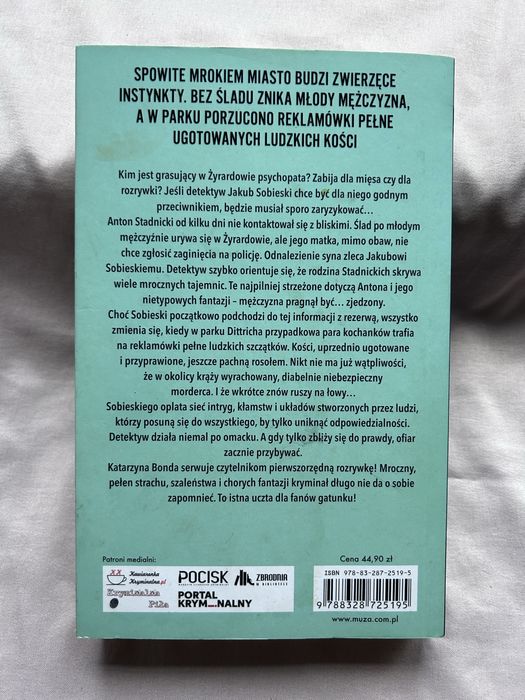 SPOWITE MROKIEM MIASTO BUDZI ZWIERZĘCE
INSTYNKTY. BEZ ŚLADU ZNIKA MŁODY MĘŻCZYZNA,
A W PARKU PORZUCONO REKLAMÓWKI PEŁNE
UGOTOWANYCH LUDZKICH KOŚCI
Kim jest grasujący w Żyrardowie psychopata? Zabija dla mięsa czy dla
rozrywki? Jeśli detektyw Jakub Sobieski chce być dla niego godnym
przeciwnikiem, będzie musiał sporo zaryzykować…
Anton Stadnicki od kilku dni nie kontaktował się z bliskimi. Ślad po młodym
mężczyźnie urywa się w Żyrardowie, ale jego matka, mimo obaw, nie
chce zgłosić zaginięcia na policję. Odnalezienie syna zleca Jakubowi
Sobieskiemu. Detektyw szybko orientuje się, że rodzina Stadnickich skrywa
wiele mrocznych tajemnic. Te najpilniej strzeżone dotyczą Antona i jego
nietypowych fantazji – mężczyzna pragnął być… zjedzony.
Choć Sobieski początkowo podchodzi do tej informacji z rezerwą, wszystko
zmienia się, kiedy w parku Dittricha przypadkowa para kochanków trafia
na reklamówki pełne ludzkich szczątków. Kości, uprzednio ugotowane
i przyprawione, jeszcze pachną rosołem. Nikt nie ma już wątpliwości,
że w okolicy krąży wyrachowany, diabelnie niebezpieczny
morderca. I że wkrótce znów ruszy na łowy…
Sobieskiego oplata sieć intryg, kłamstw i układów stworzonych przez ludzi,
którzy posuną się do wszystkiego, by tylko uniknąć odpowiedzialności.
Detektyw działa niemal po omacku. A gdy tylko zbliży się do prawdy, ofiar
zacznie przybywać.
Katarzyna Bonda serwuje czytelnikom pierwszorzędną rozrywkę! Mroczny,
pełen strachu, szaleństwa i chorych fantazji kryminał długo nie da o sobie
zapomnieć. To istna uczta dla fanów gatunku!
Patroni medialni:
Kawiarenka
Kryminalna.pl
POCISK
ZBRODNIA
W BIBLIOTECE
Kryminalna
Piła
PORTAL
KRYMINALNY
Cena 44,90 zł
ISBN 978-83-287-2519-5
9 788328 725195
www.muza.com.pl